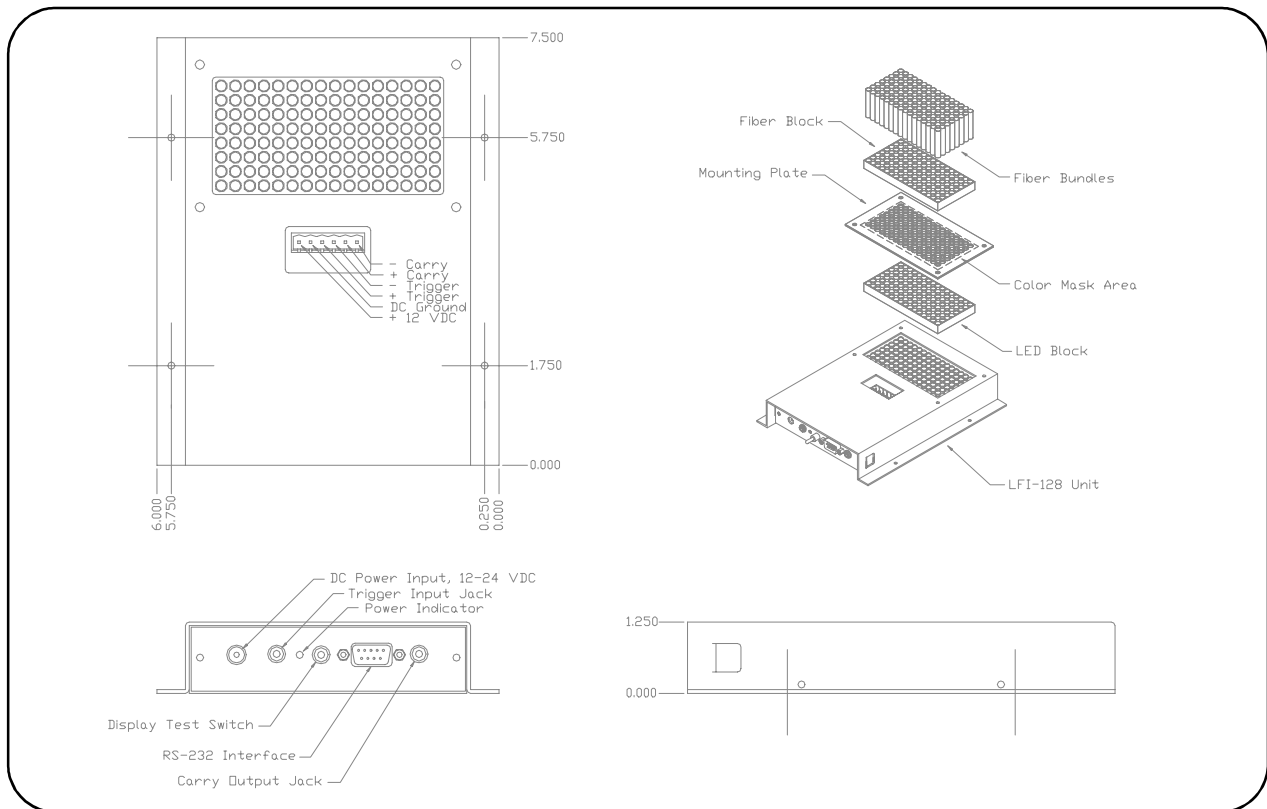 7.500
5.750
- Carry
+ Carry
- Trigger
+ Trigger
DC Ground
+ 12 VDC
1.750
0.000
6.000
5.750
0.250
0.000
Fiber Block
Mounting Plate
Fiber Bundles
Color Mask Area
LED Block
LFI-128 Unit
DC Power Input, 12-24 VDC
Trigger Input Jack
Power Indicator
Display Test Switch
RS-232 Interface
Carry Output Jack
1.250
0.000